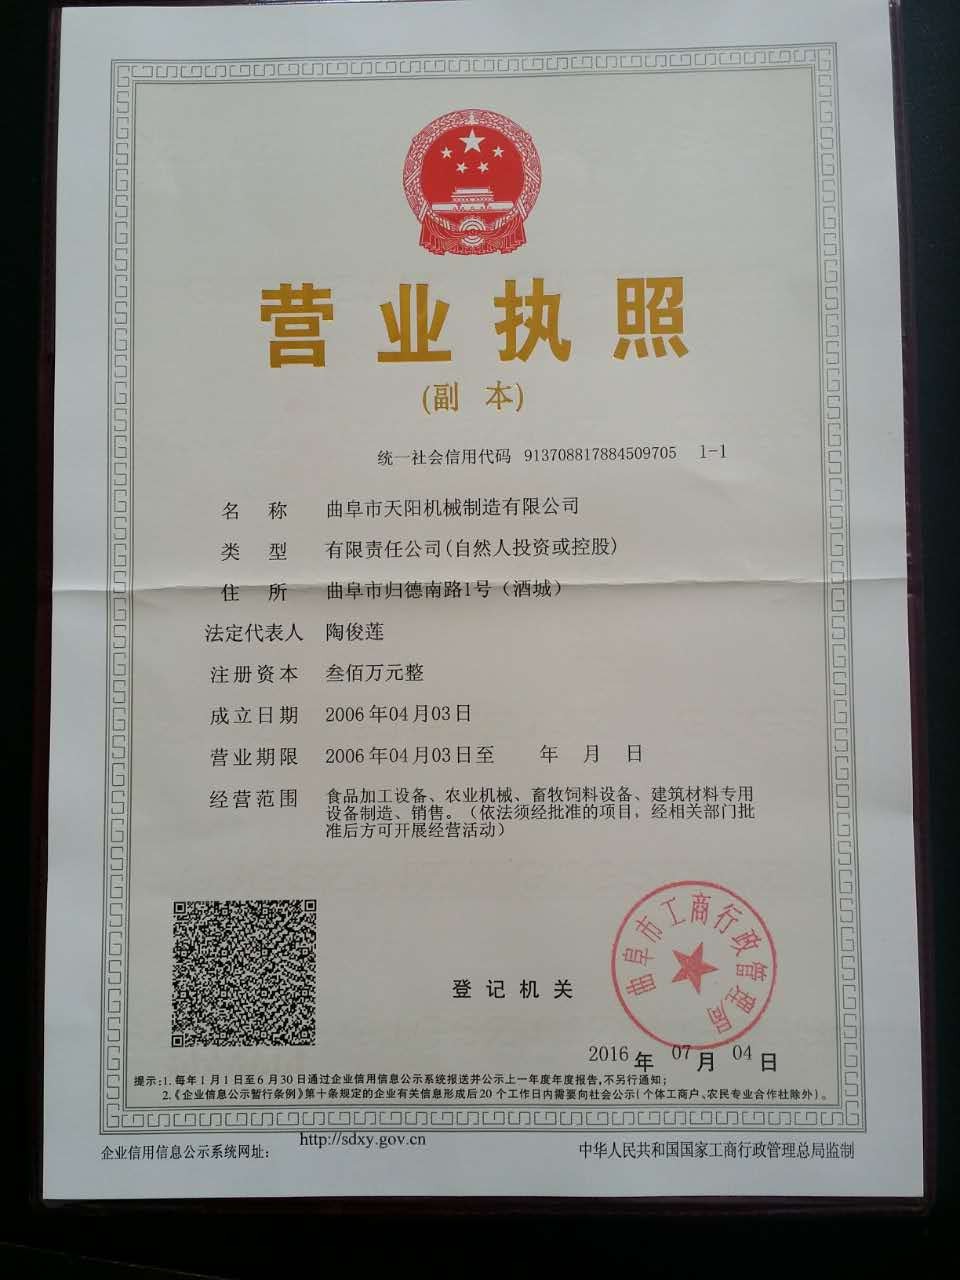 营业执照
(副 本)
统一社会信用代码 913708817884509705 1-1
名 称 曲阜市天阳机械制造有限公司
类 型 有限责任公司(自然人投资或控股)
住 所 曲阜市归德南路1号（酒城）
法定代表人 陶俊莲
注册资本 叁佰万元整
成立日期 2006年04月03日
营业期限 2006年04月03日至 年 月 日
经营范围 食品加工设备、农业机械、畜牧饲料设备、建筑材料专用
设备制造、销售。（依法须经批准的项目，经相关部门批
准后方可开展经营活动）
曲阜市工商行政管理局
登记机关
2016年 07月 04日
提示:1.每年1月1日至6月30日通过企业信用信息公示系统报送并公示上一年度年度报告,不另行通知;
2.《企业信息公示暂行条例》第十条规定的企业有关信息形成后20个工作日内需要向社会公示(个体工商户、农民专业合作社除外)。
企业信用信息公示系统网址: http://sdxy.gov.cn 中华人民共和国国家工商行政管理总局监制